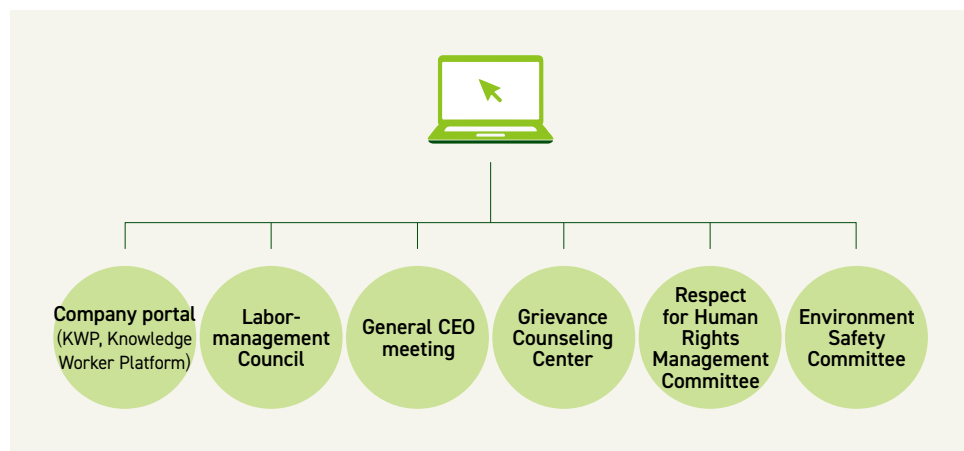 Company portal
(KWP, Knowledge
Worker Platform)
Labor-
management
Council
General CEO
meeting
Grievance
Counseling
Center
Respect
for Human
Rights
Management
Committee
Environment
Safety
Committee